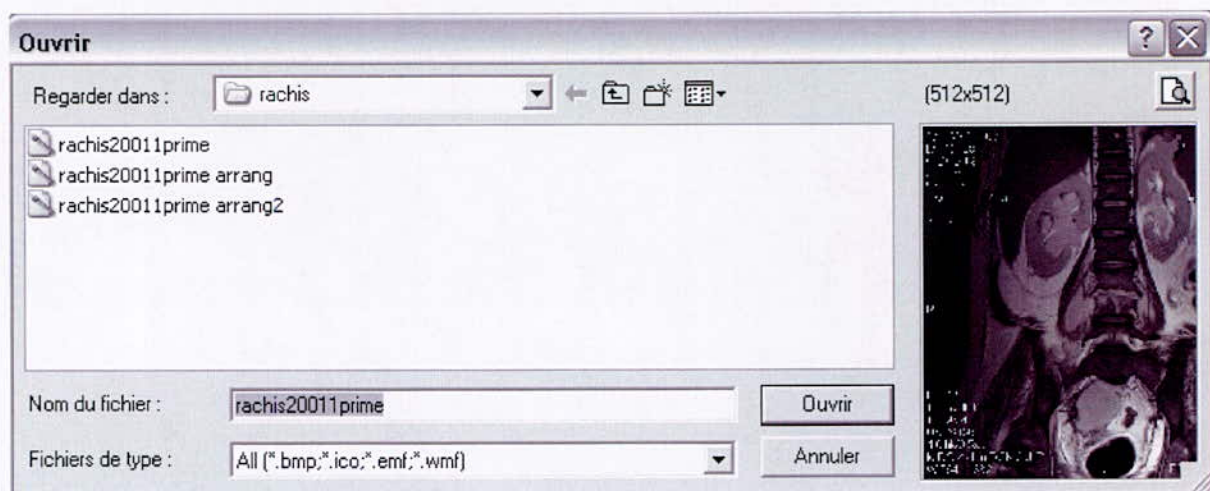 Ouvrir
Regarder dans :
rachis
(512x512)
rachis20011prime
rachis20011prime arrang
rachis20011prime arrang2
Nom du fichier :
rachis20011prime
Ouvrir
Fichiers de type :
All (*.bmp;*.ico;*.emf;*.wmf)
Annuler